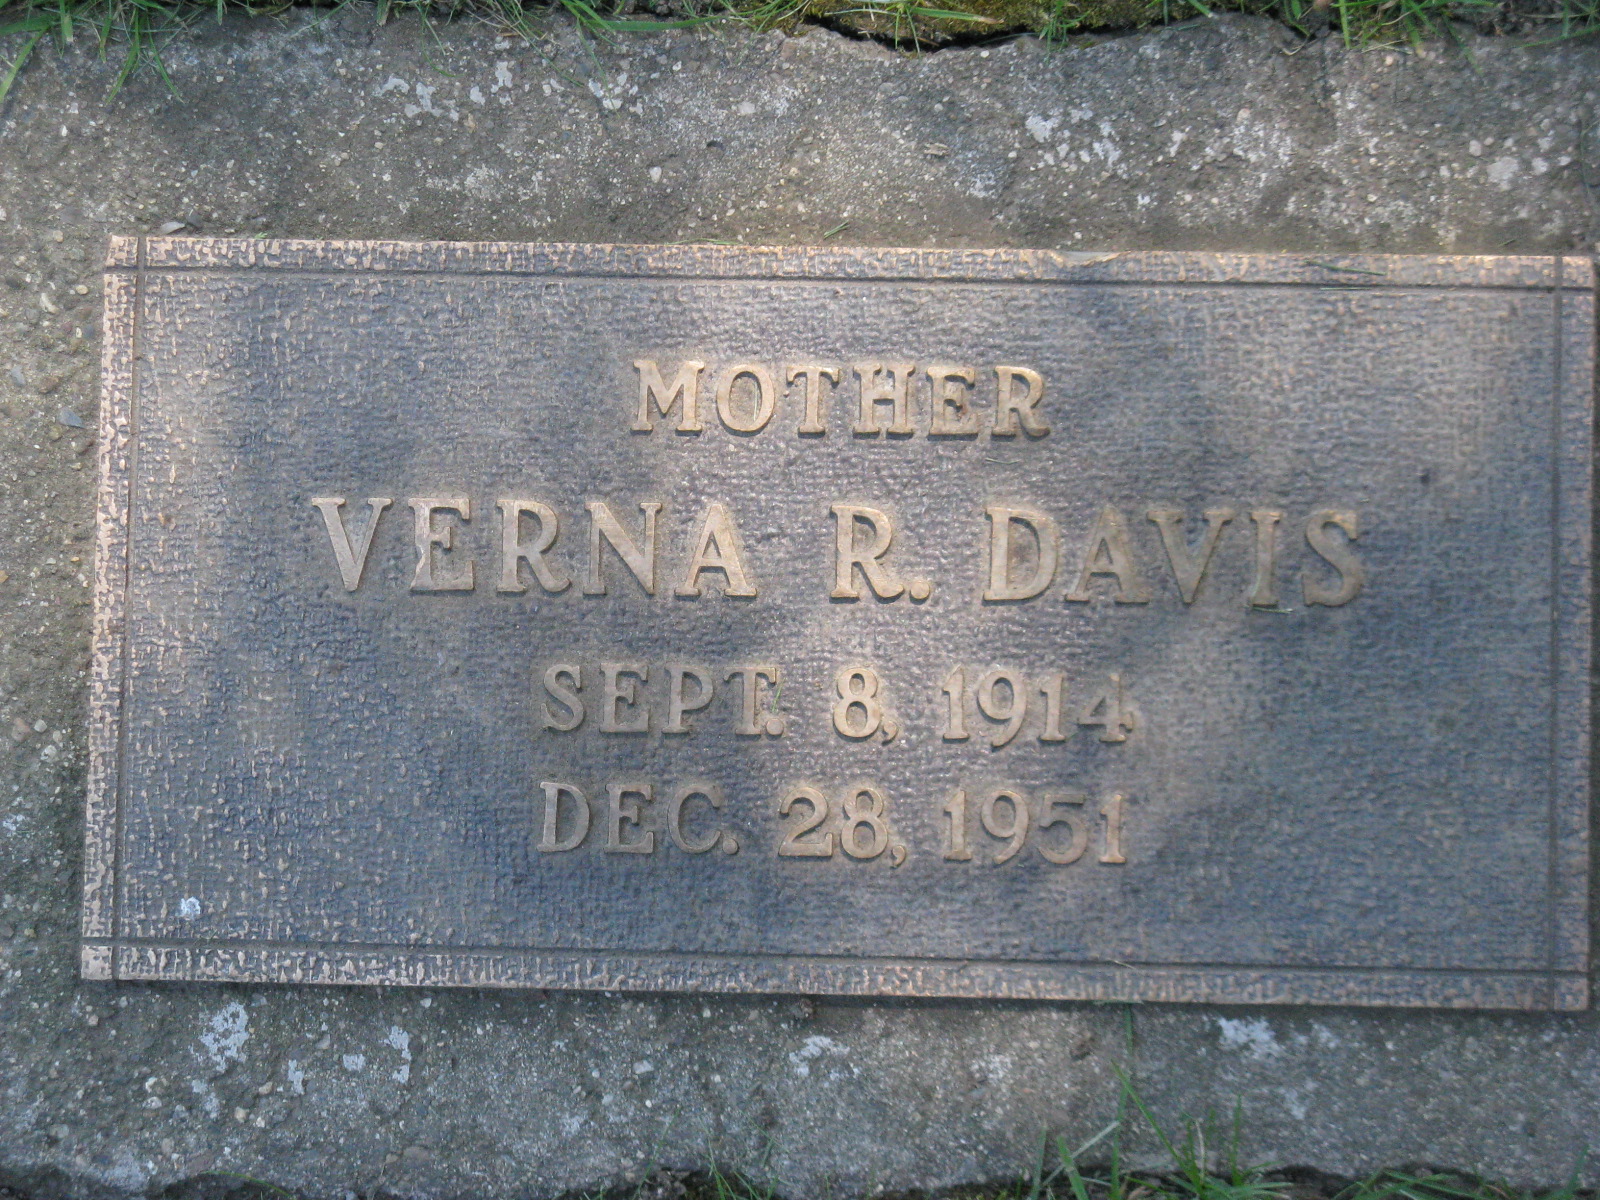 MOTHER
VERNA R. DAVIS
SEPT. 8, 1914
DEC. 28, 1951